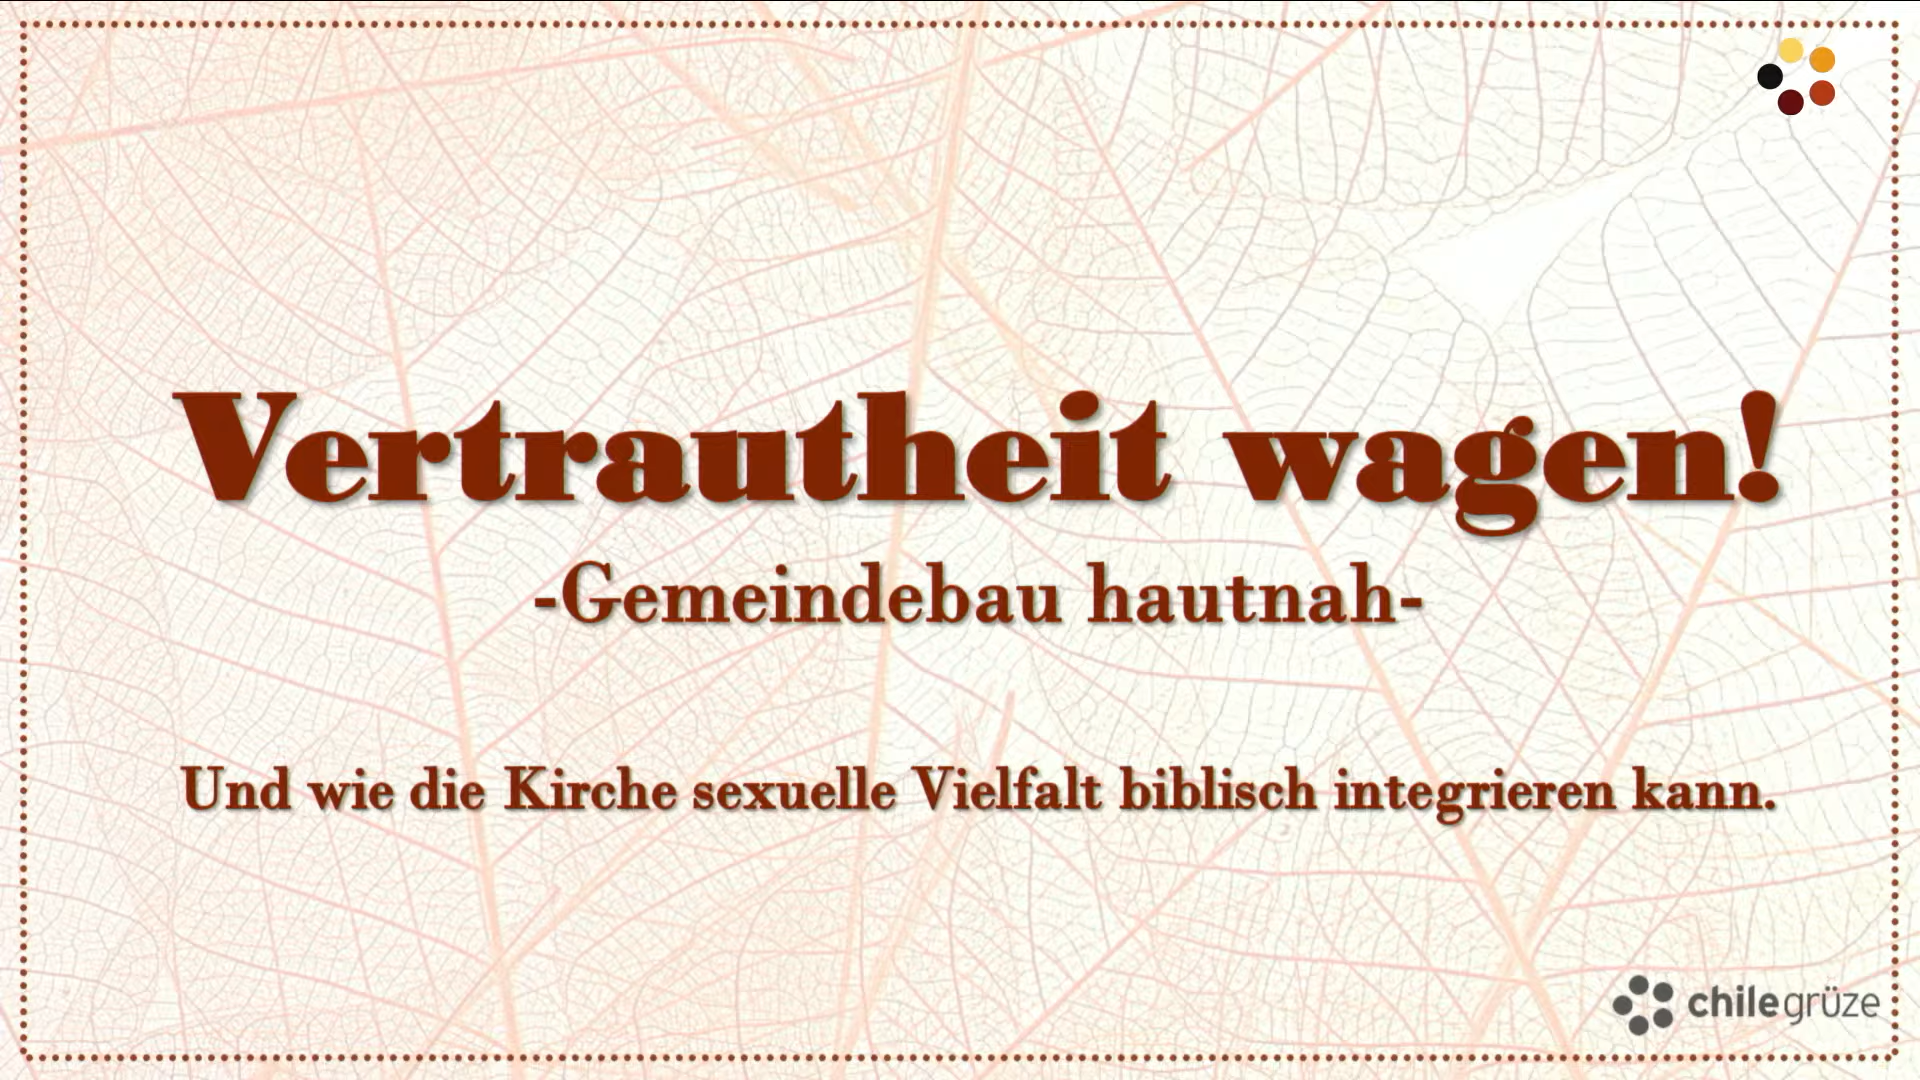 Vertrautheit wagen!
-Gemeindebau hautnah-
Und wie die Kirche sexuelle Vielfalt biblisch integrieren kann.
chilegrüze